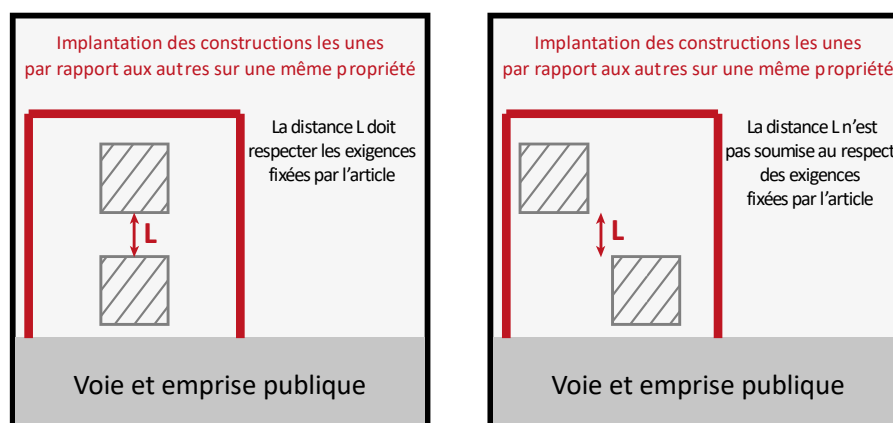 Implantation des constructions les unes
par rapport aux autres sur une même propriété
La distance L doit
respecter les exigences
fixées par l'article
L
Voie et emprise publique
Implantation des constructions les unes
par rapport aux autres sur une même propriété
La distance L n'est
pas soumise au respect
des exigences
fixées par l'article
L
Voie et emprise publique